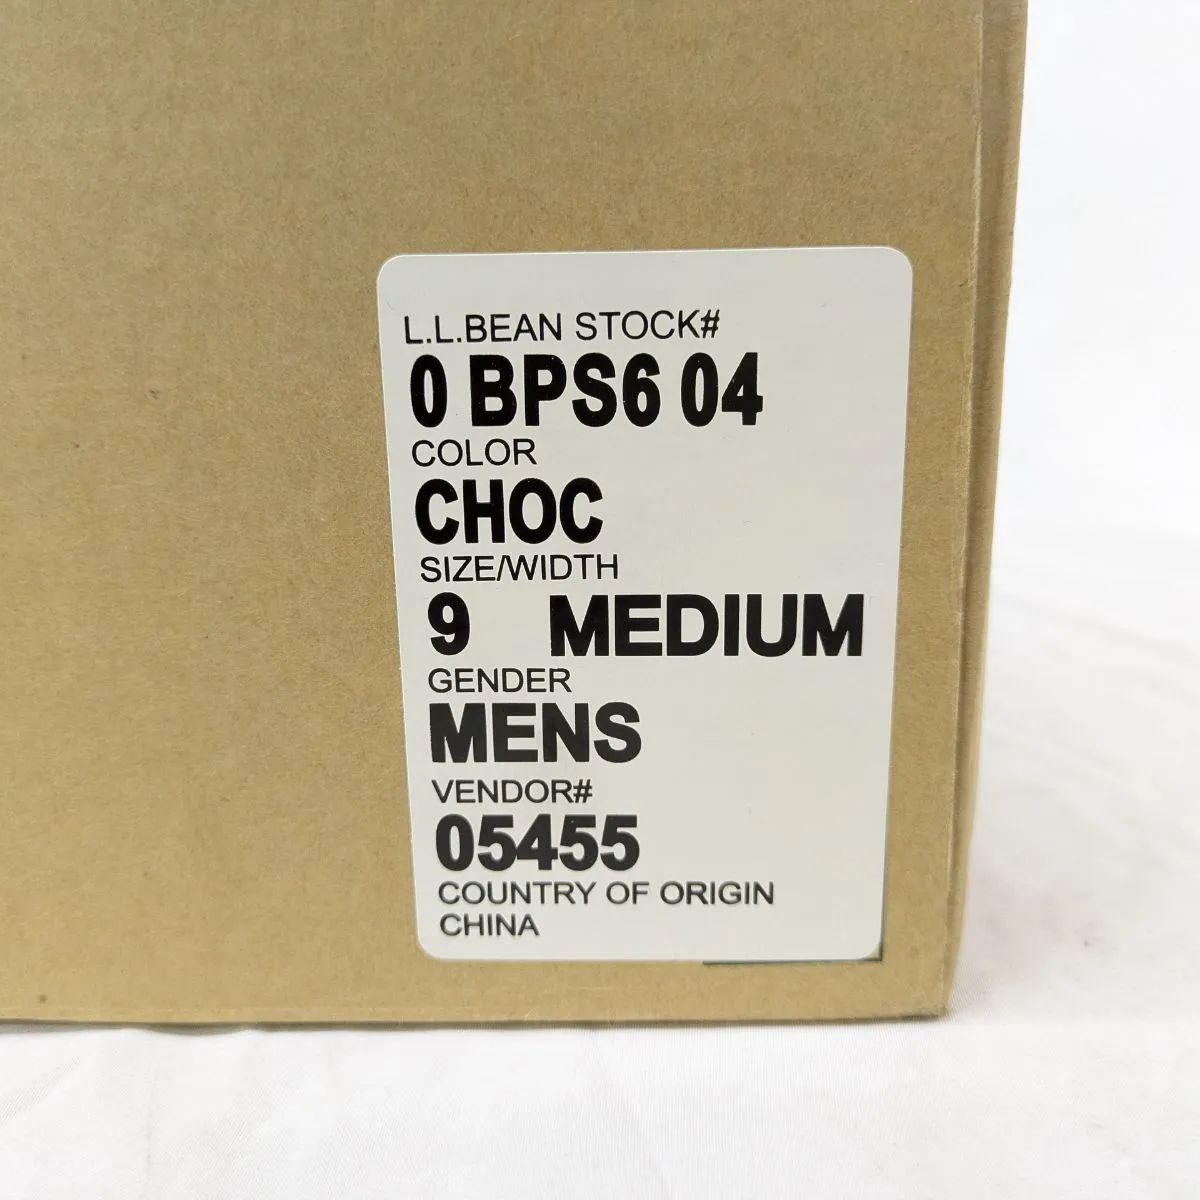 L.L.BEAN STOCK#
0 BPS6 04
COLOR
CHOC
SIZE/WIDTH
9 MEDIUM
GENDER
MENS
VENDOR#
05455
COUNTRY OF ORIGIN
CHINA